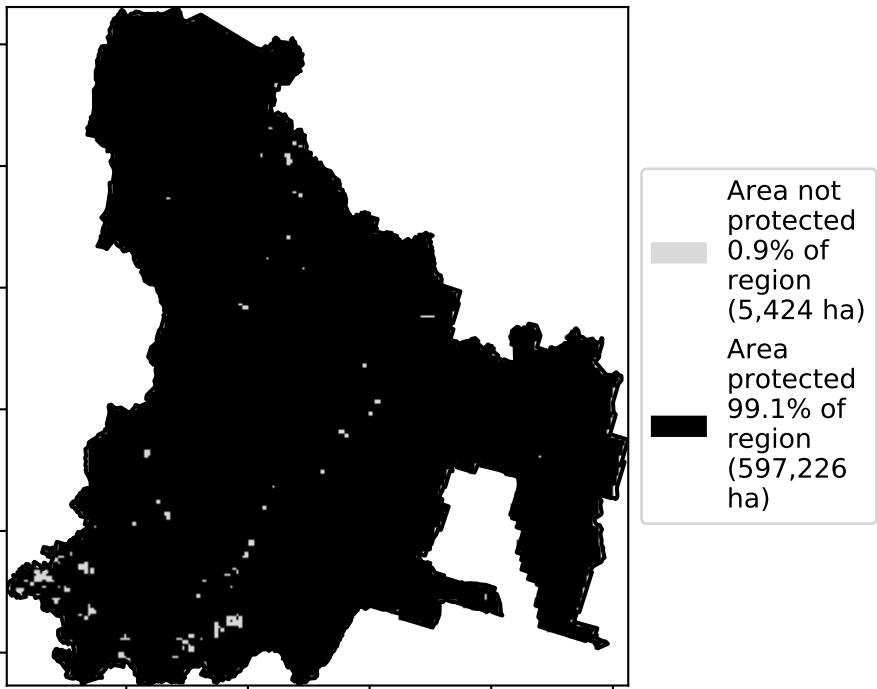 Area not
protected
0.9% of
region
(5,424 ha)
Area
protected
99.1% of
region
(597,226
ha)